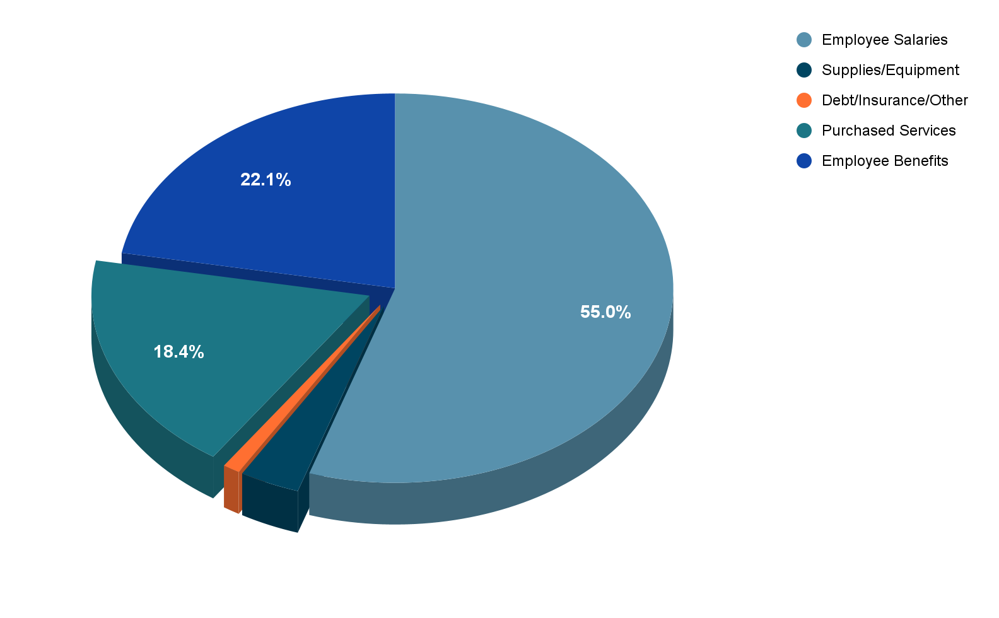 Employee Salaries
Supplies/Equipment
Debt/Insurance/Other
Purchased Services
Employee Benefits
22.1%
55.0%
18.4%